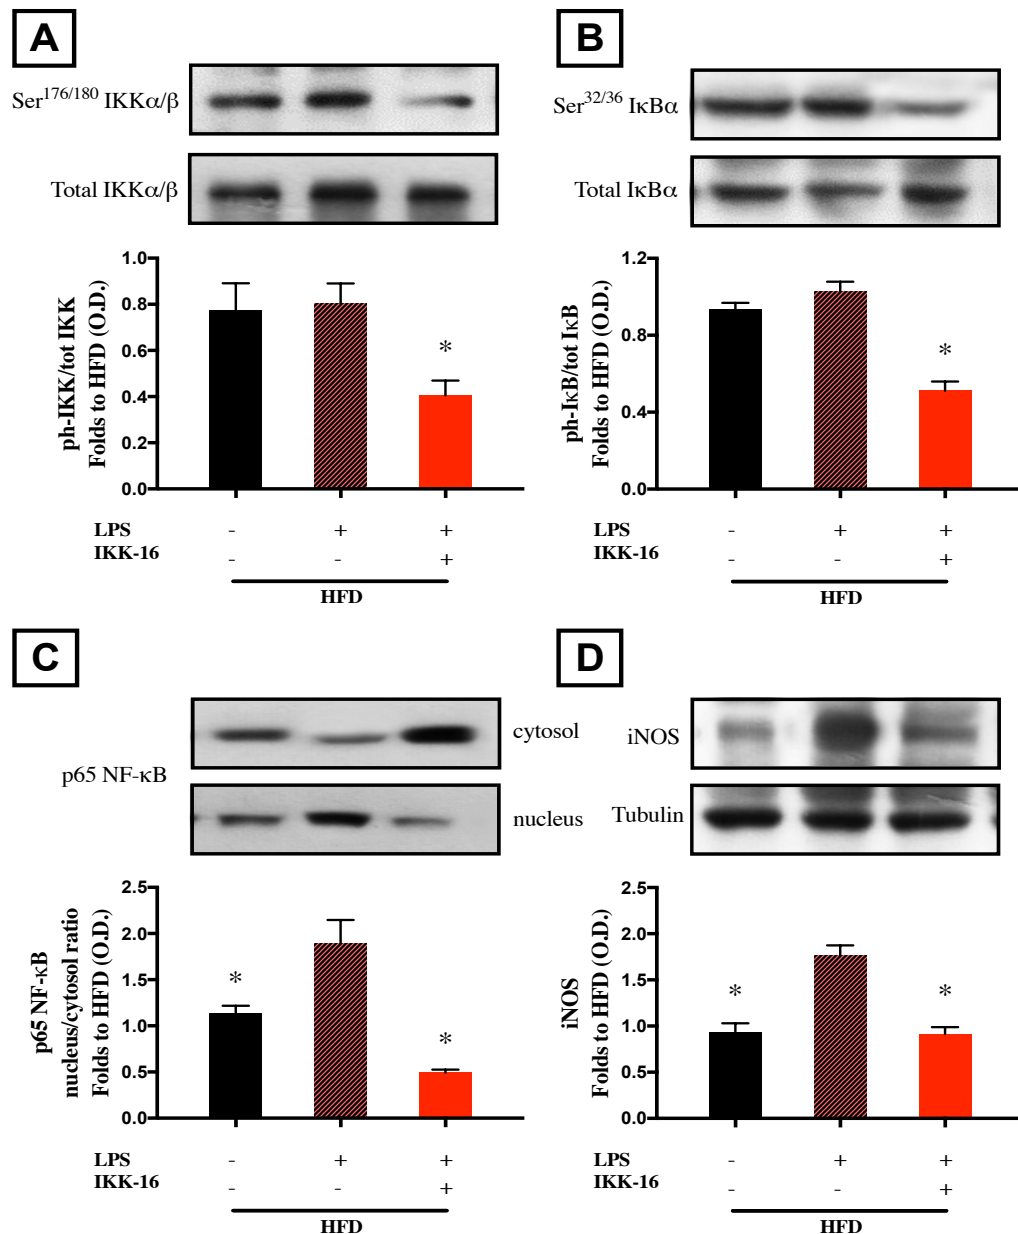 A
Ser176/180 IKKα/β
Total IKKα/β
ph-IKK/tot IKK
Folds to HFD (O.D.)
1.0
0.8
0.6
0.4
0.2
0.0
*
LPS - + +
IKK-16 - - +
HFD
B
Ser32/36 IκBα
Total IκBα
ph-IκB/tot IκB
Folds to HFD (O.D.)
1.2
0.8
0.4
0.0
*
LPS - + +
IKK-16 - - +
HFD
C
p65 NF-κB
cytosol
nucleus
p65 NF-κB
nucleus/cytosol ratio
Folds to HFD (O.D.)
2.5
2.0
1.5
1.0
0.5
0.0
* *
LPS - + +
IKK-16 - - +
HFD
D
iNOS
Tubulin
iNOS
Folds to HFD (O.D.)
2.5
2.0
1.5
1.0
0.5
0.0
* *
LPS - + +
IKK-16 - - +
HFD